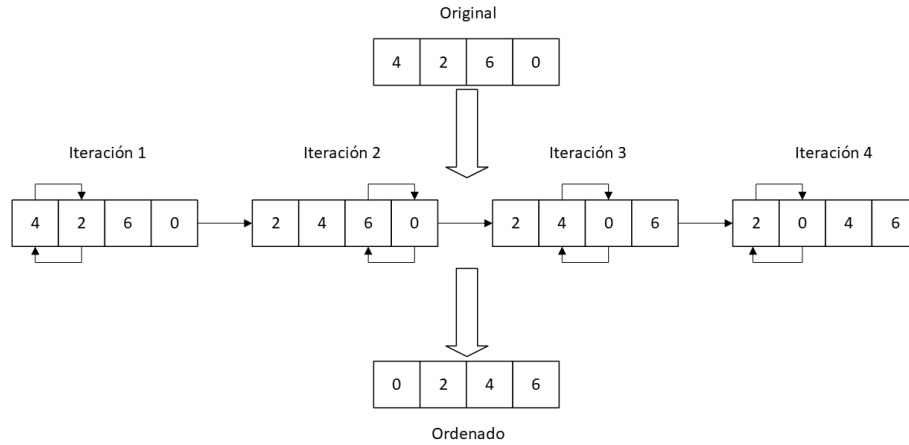 Original
4 2 6 0
Iteración 1 Iteración 2 Iteración 3 Iteración 4
4 2 6 0 2 4 6 0 2 4 0 6 2 0 4 6
0 2 4 6
Ordenado